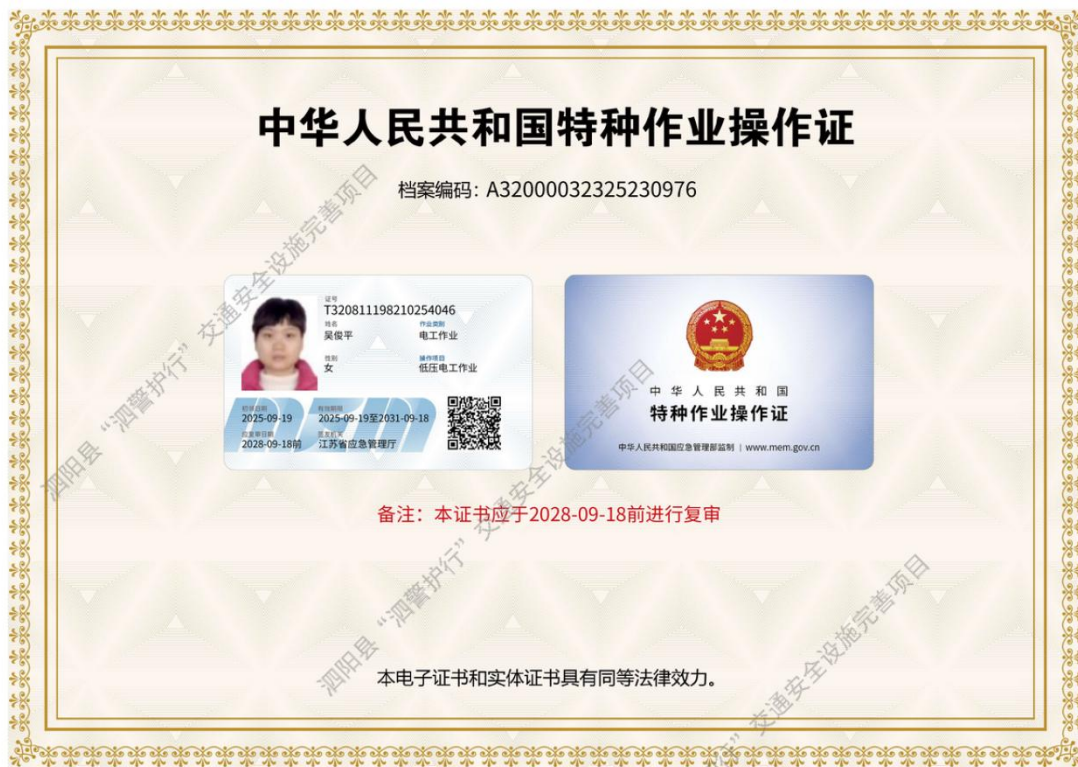 中华人民共和国特种作业操作证
档案编码：A32000032325230976
证号
T320811198210254046
姓名 作业类别
吴俊平 电工作业
性别 操作项目
女 低压电工作业
初领日期 有效期限
2025-09-19 2025-09-19至2031-09-18
应复审日期 签发机关
2028-09-18前 江苏省应急管理厅
中华人民共和国
特种作业操作证
中华人民共和国应急管理部监制 | www.mem.gov.cn
备注：本证书应于2028-09-18前进行复审
本电子证书和实体证书具有同等法律效力。
泗阳县“泗警护行”交通安全设施完善项目
泗阳县“泗警护行”交通安全设施完善项目
交通安全设施完善项目